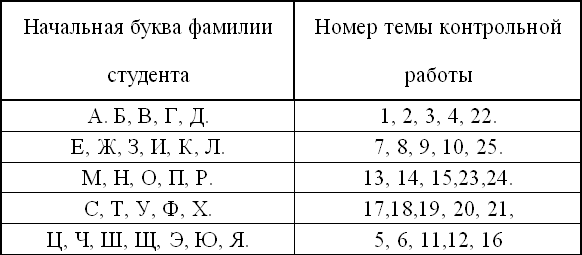 Начальная буква фамилии студента
Номер темы контрольной работы
А. Б, В, Г, Д.
1, 2, 3, 4, 22.
Е, Ж, З, И, К, Л.
7, 8, 9, 10, 25.
М, Н, О, П, Р.
13, 14, 15,23,24.
С, Т, У, Ф, Х.
17,18,19, 20, 21,
Ц, Ч, Ш, Щ, Э, Ю, Я.
5, 6, 11,12, 16